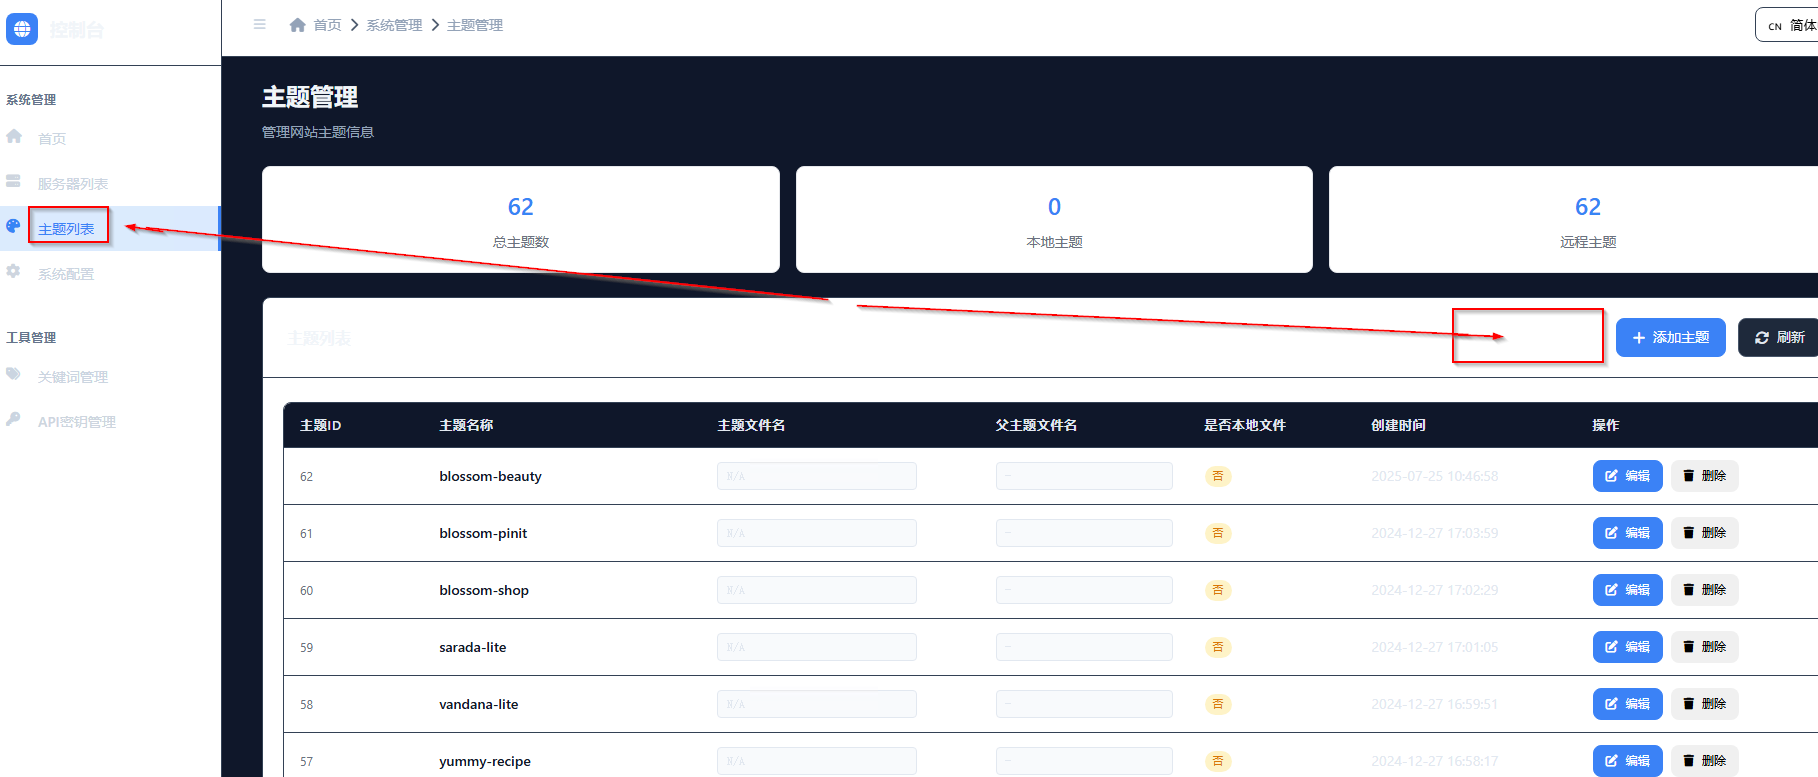 控制台
首页 系统管理 主题管理
CN 简体
系统管理
首页
服务器列表
主题列表
系统配置
工具管理
关键词管理
API密钥管理
主题管理
管理网站主题信息
62
总主题数
0
本地主题
62
远程主题
主题列表
添加主题
刷新
主题ID 主题名称 主题文件名 父主题文件名 是否本地文件 创建时间 操作
62 blossom-beauty N/A - 否 2025-07-25 10:46:58 编辑 删除
61 blossom-pinit N/A - 否 2024-12-27 17:03:59 编辑 删除
60 blossom-shop N/A - 否 2024-12-27 17:02:29 编辑 删除
59 sarada-lite N/A - 否 2024-12-27 17:01:05 编辑 删除
58 vandana-lite N/A - 否 2024-12-27 16:59:51 编辑 删除
57 yummy-recipe N/A - 否 2024-12-27 16:58:17 编辑 删除